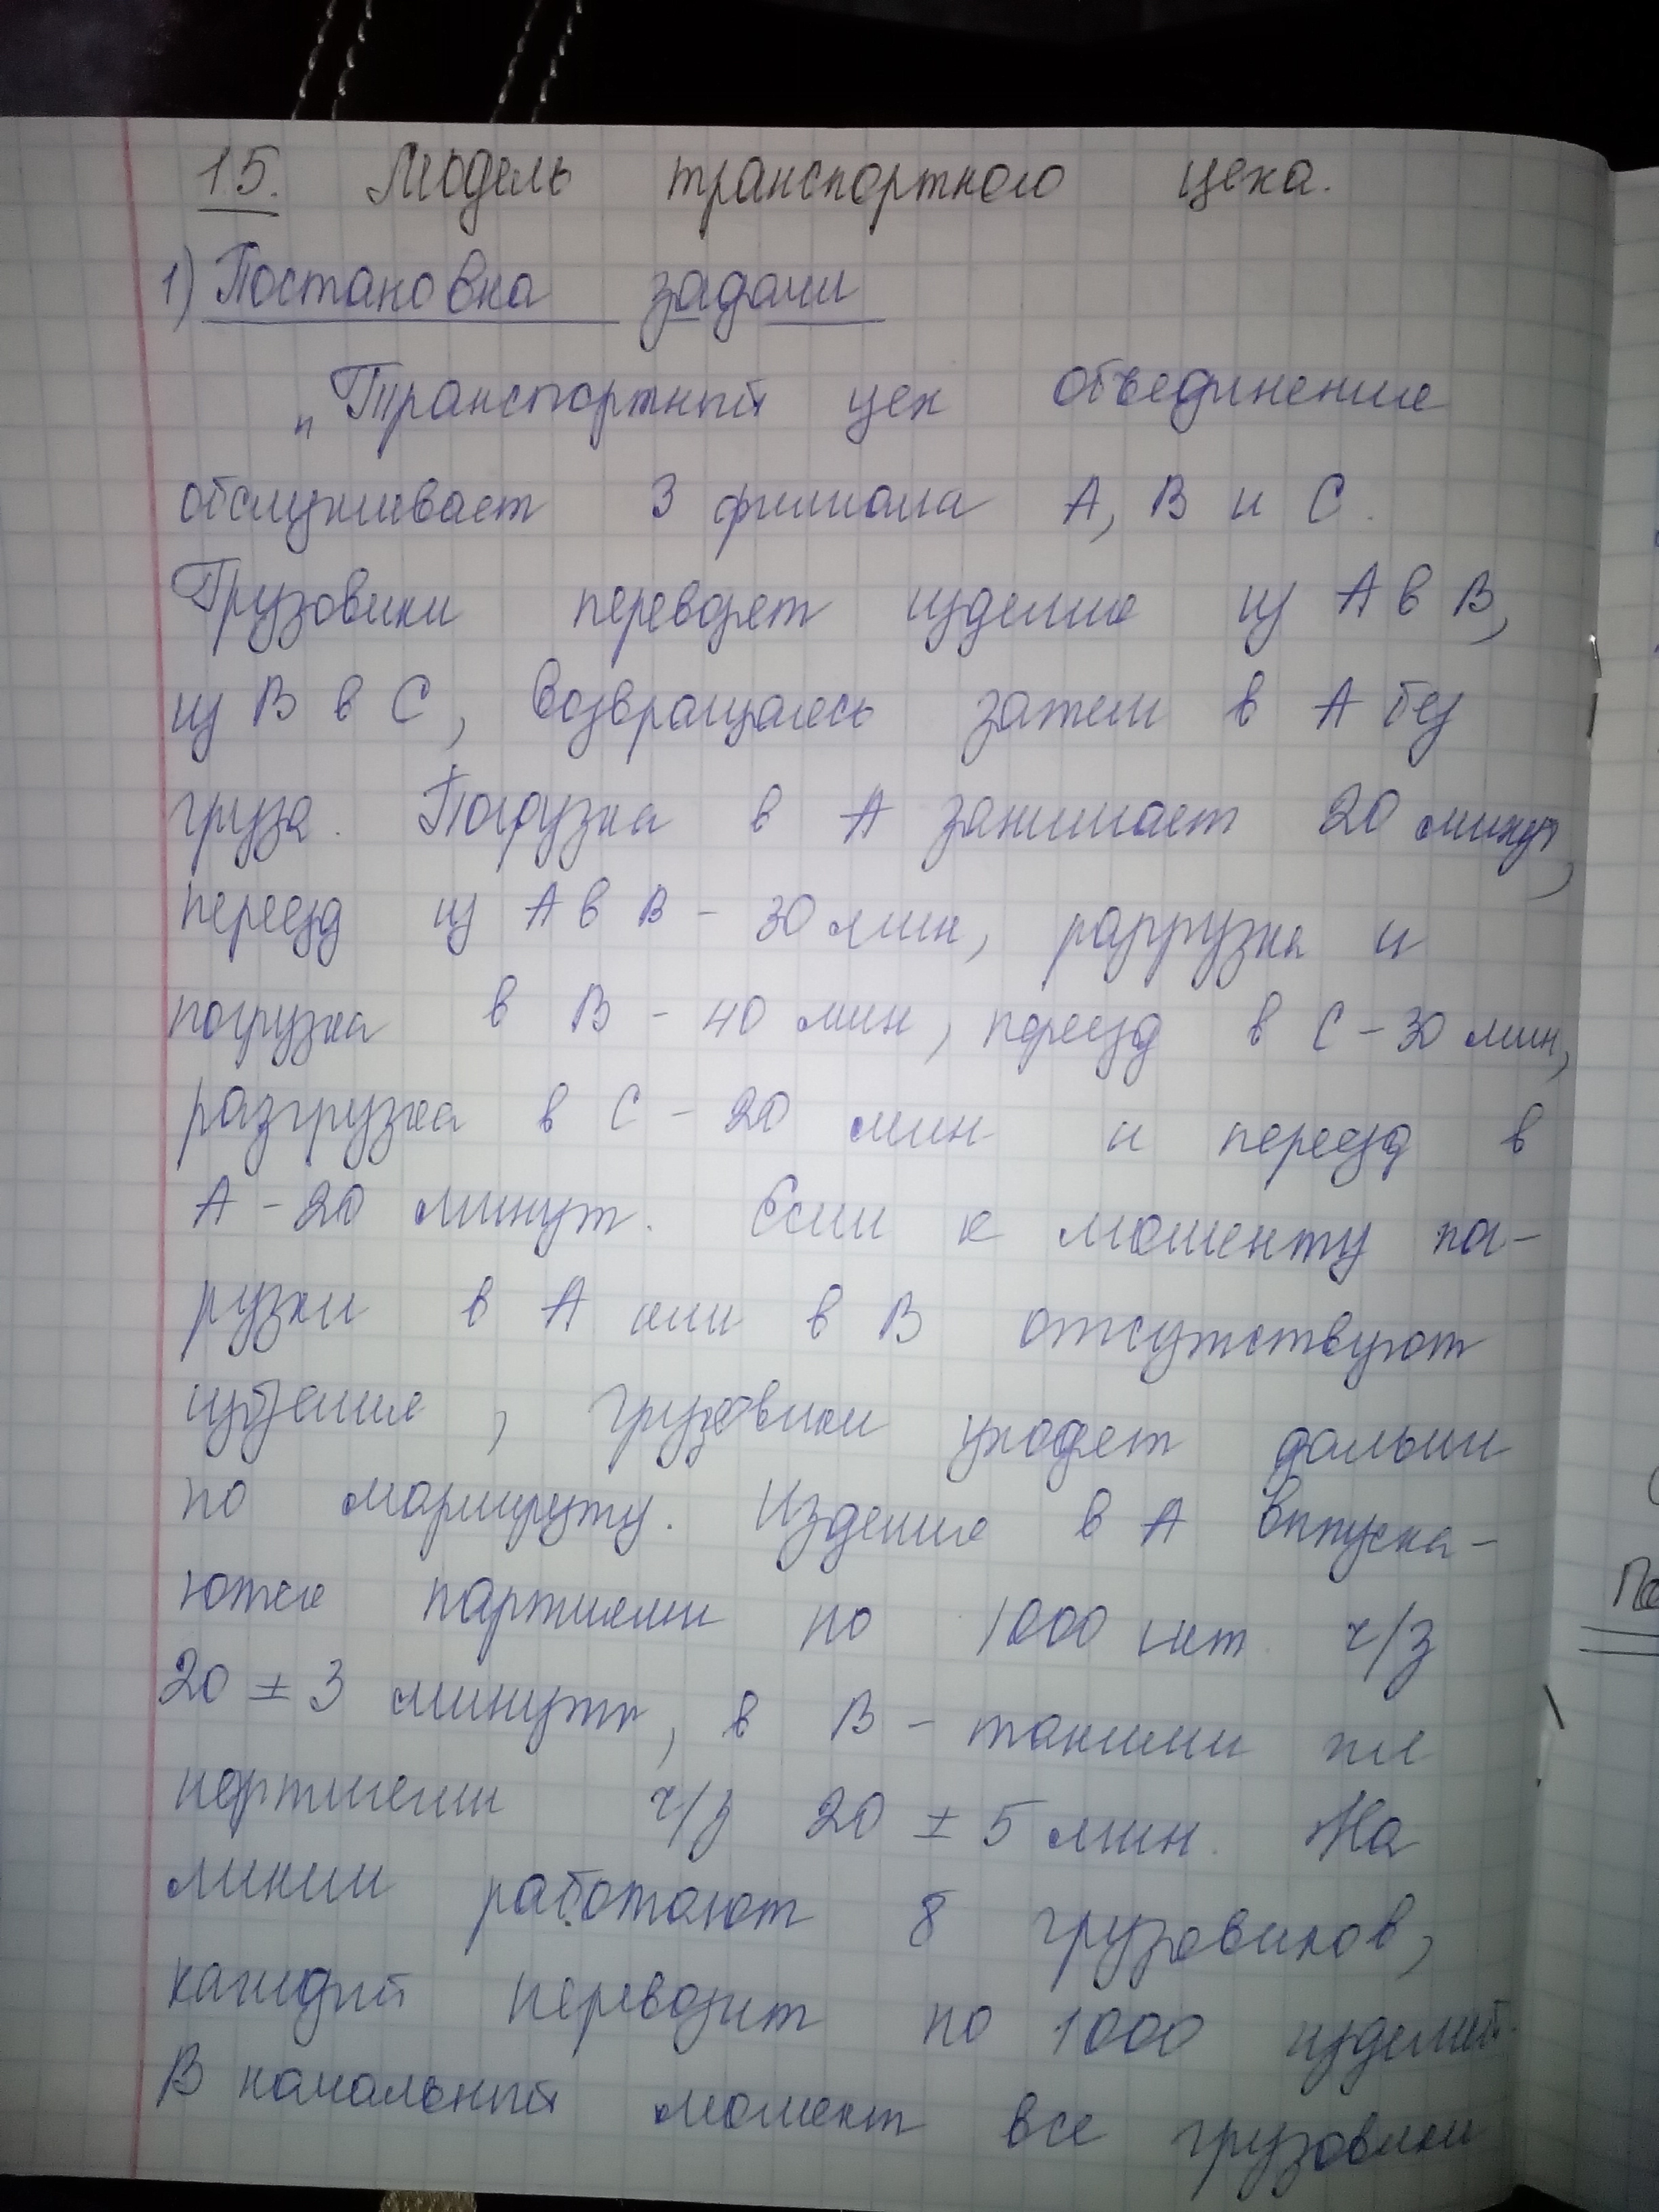 15. Модель транспортного цеха.
1) Постановка задачи
„Транспортный цех объединения
обслуживает 3 филиала А, В и С.
Грузовики перевозят изделия из А в В,
из В в С, возвращаясь затем в А без
груза. Погрузка в А занимает 20 минут,
переезд из А в В – 30 мин, разгрузка и
погрузка в В – 40 мин, переезд в С – 30 мин,
разгрузка в С – 20 мин и переезд в
А – 20 минут. Если к моменту пог-
рузки в А или в В отсутствуют
изделия, грузовики уходят дальше
по маршруту. Изделия в А выпуска-
ются партиями по 1000 шт. ч/з
20 ± 3 минуты, в В – такими же
партиями ч/з 20 ± 5 мин. На
линии работают 8 грузовиков,
каждый перевозит по 1000 изделий.
В начальный момент все грузовики